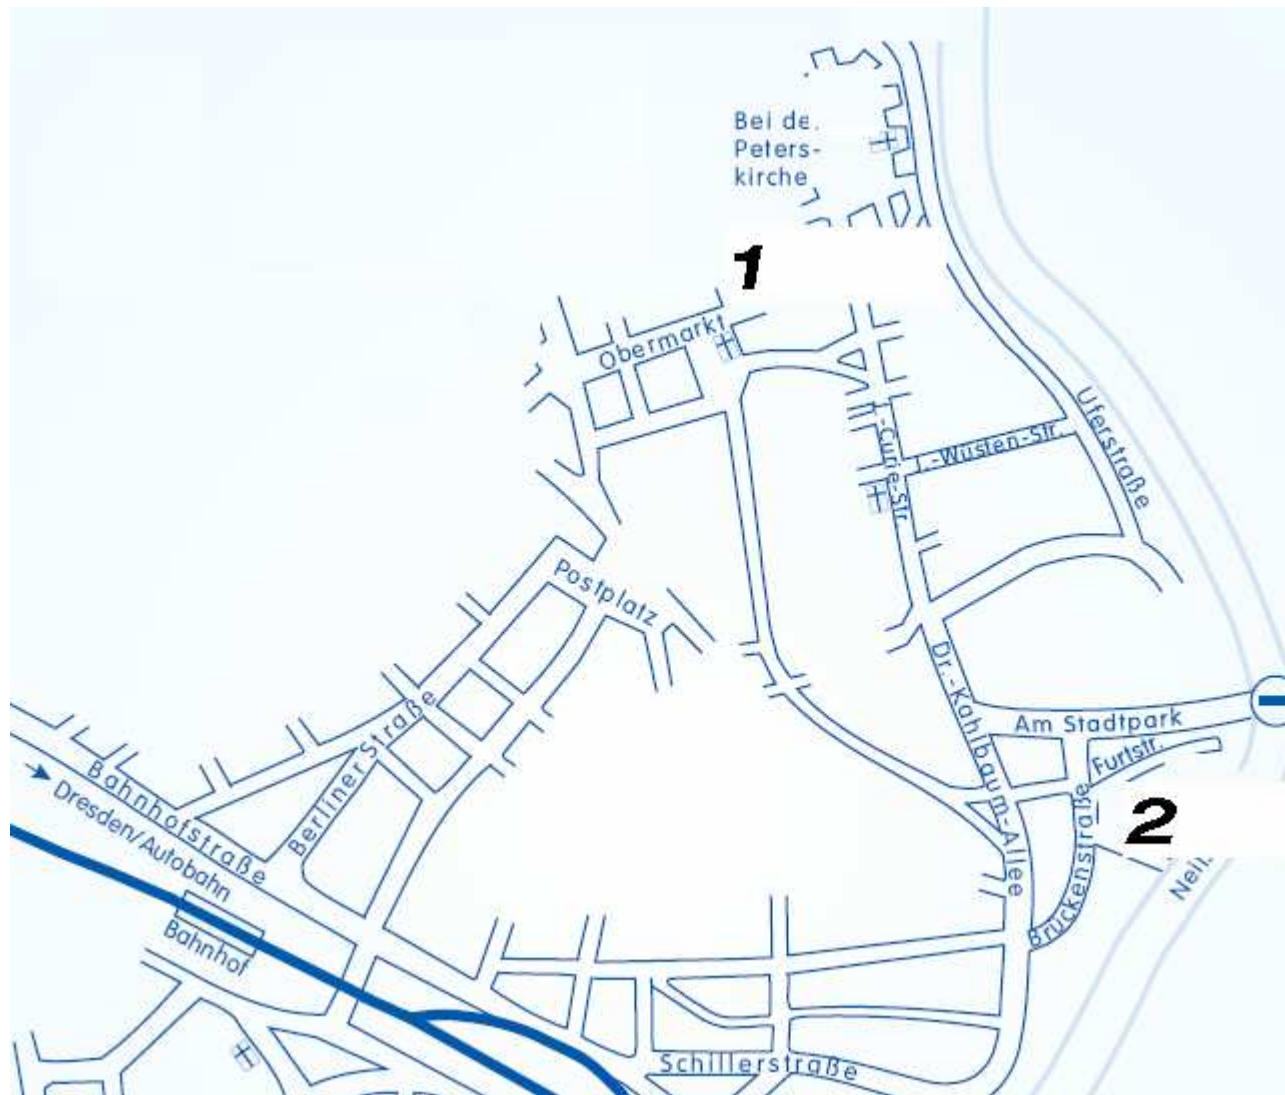 Bei de
Peters-
kirche
1
Obermarkt
Uferstraße
-Curie-Str.
J.-Wüsten-Str.
Postplatz
Dr.-Kahlbaum-Allee
Am Stadtpark
Furtstr.
2
Berliner Straße
Bahnhofstraße
Dresden/Autobahn
Bahnhof
Brückenstraße
Schillerstraße